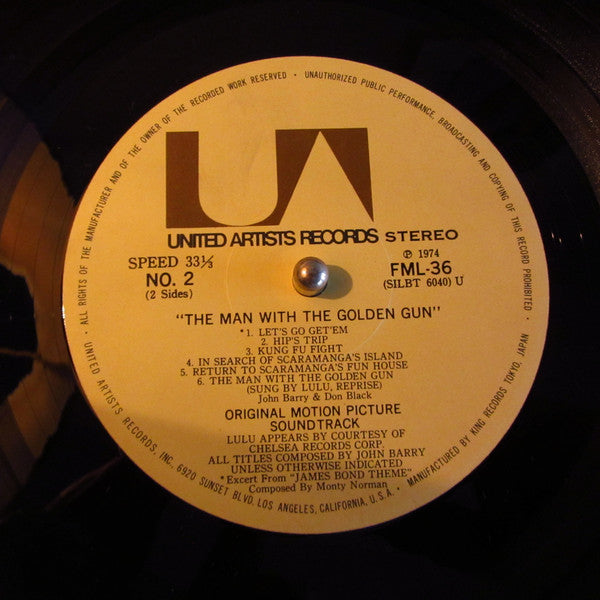 ALL RIGHTS OF THE MANUFACTURER AND OF THE OWNER OF THE RECORDED WORK RESERVED • UNAUTHORIZED PUBLIC PERFORMANCE, BROADCASTING AND COPYING OF THIS RECORD PROHIBITED •
UA
UNITED ARTISTS RECORDS STEREO
SPEED 33⅓
NO. 2
(2 Sides)
℗ 1974
FML-36
(SILBT 6040) U
"THE MAN WITH THE GOLDEN GUN"
*1. LET'S GO GET'EM
2. HIP'S TRIP
3. KUNG FU FIGHT
4. IN SEARCH OF SCARAMANGA'S ISLAND
5. RETURN TO SCARAMANGA'S FUN HOUSE
6. THE MAN WITH THE GOLDEN GUN
(SUNG BY LULU, REPRISE)
John Barry & Don Black
ORIGINAL MOTION PICTURE
SOUNDTRACK
LULU APPEARS BY COURTESY OF
CHELSEA RECORDS CORP.
ALL TITLES COMPOSED BY JOHN BARRY
UNLESS OTHERWISE INDICATED
*Excert From "JAMES BOND THEME"
Composed By Monty Norman
UNITED ARTISTS RECORDS, INC, 6920 SUNSET BLVD, LOS ANGELES, CALIFORNIA, U.S.A. • MANUFACTURED BY KING RECORDS TOKYO, JAPAN •